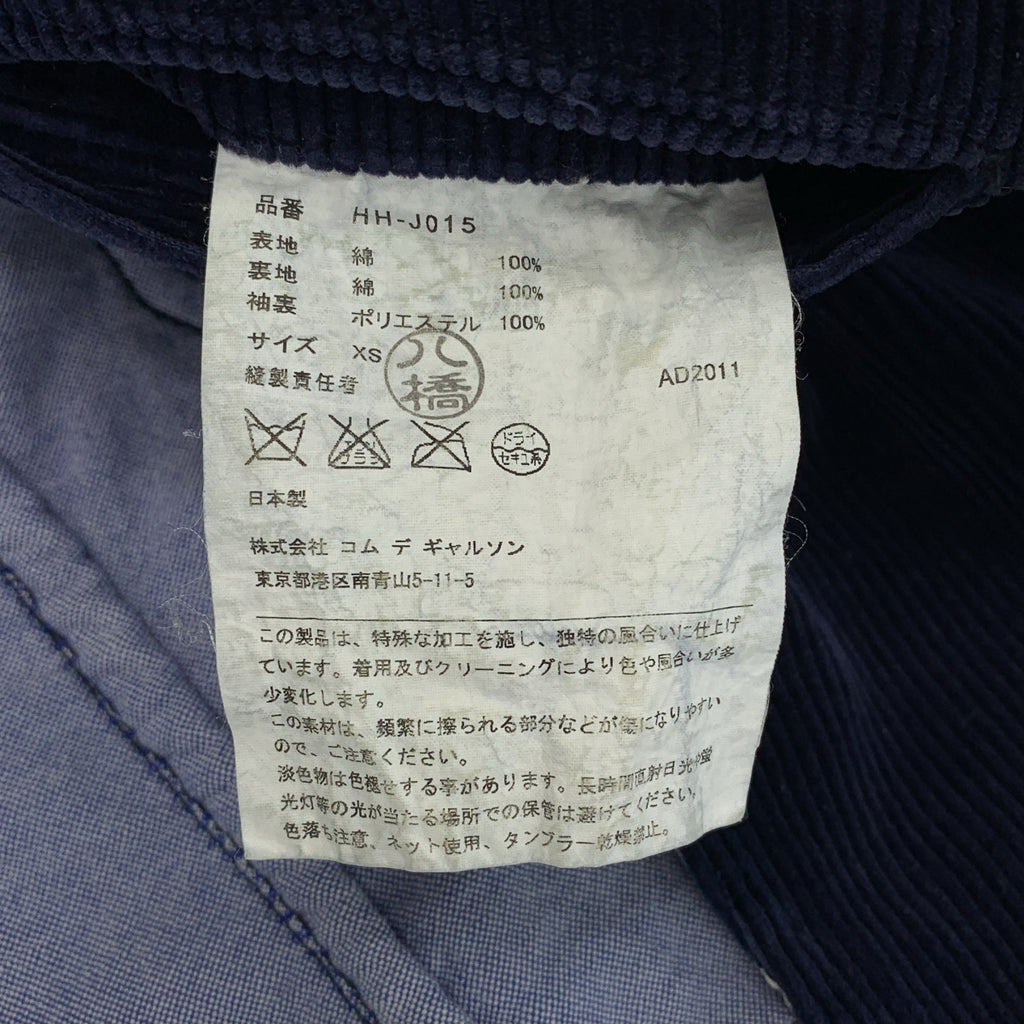 品番 HH-J015
表地 綿 100%
裏地 綿 100%
袖裏 ポリエステル 100%
サイズ XS
縫製責任者 八橋
AD2011
ドライ
セキユ系
日本製
株式会社 コム デ ギャルソン
東京都港区南青山5-11-5
この製品は、特殊な加工を施し、独特の風合いに仕上げ
ています。着用及びクリーニングにより色や風合いが多
少変化します。
この素材は、頻繁に擦られる部分などが傷になりやすい
ので、ご注意ください。
淡色物は色褪せする事があります。長時間直射日光や蛍
光灯等の光が当たる場所での保管は避けてください。
色落ち注意、ネット使用、タンブラー乾燥禁止。